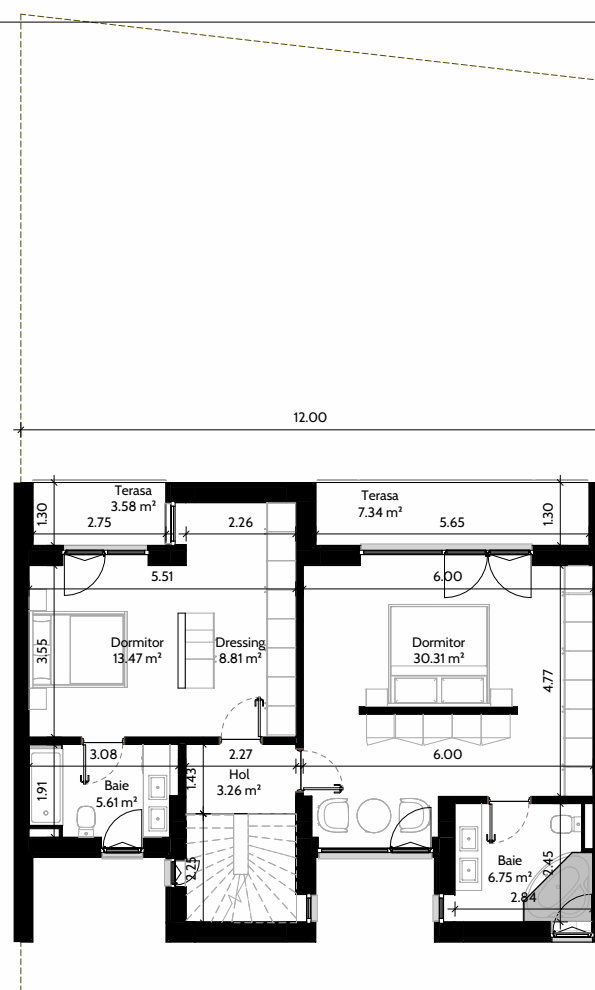 12.00
Terasa
3.58 m²
Terasa
7.34 m²
1.30
2.75
2.26
5.65
1.30
5.51
6.00
Dormitor
13.47 m²
Dressing
8.81 m²
Dormitor
30.31 m²
3.55
4.77
3.08
2.27
6.00
Hol
3.26 m²
1.43
Baie
5.61 m²
1.91
Baie
6.75 m²
2.25
2.45
2.84